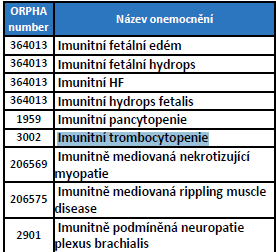 ORPHA number Název onemocnění
364013 Imunitní fetální edém
364013 Imunitní fetální hydrops
364013 Imunitní HF
364013 Imunitní hydrops fetalis
1959 Imunitní pancytopenie
3002 Imunitní trombocytopenie
206569 Imunitně mediovaná nekrotizující
myopatie
206575 Imunitně mediovaná rippling muscle
disease
2901 Imunitně podmíněná neuropatie
plexus brachialis